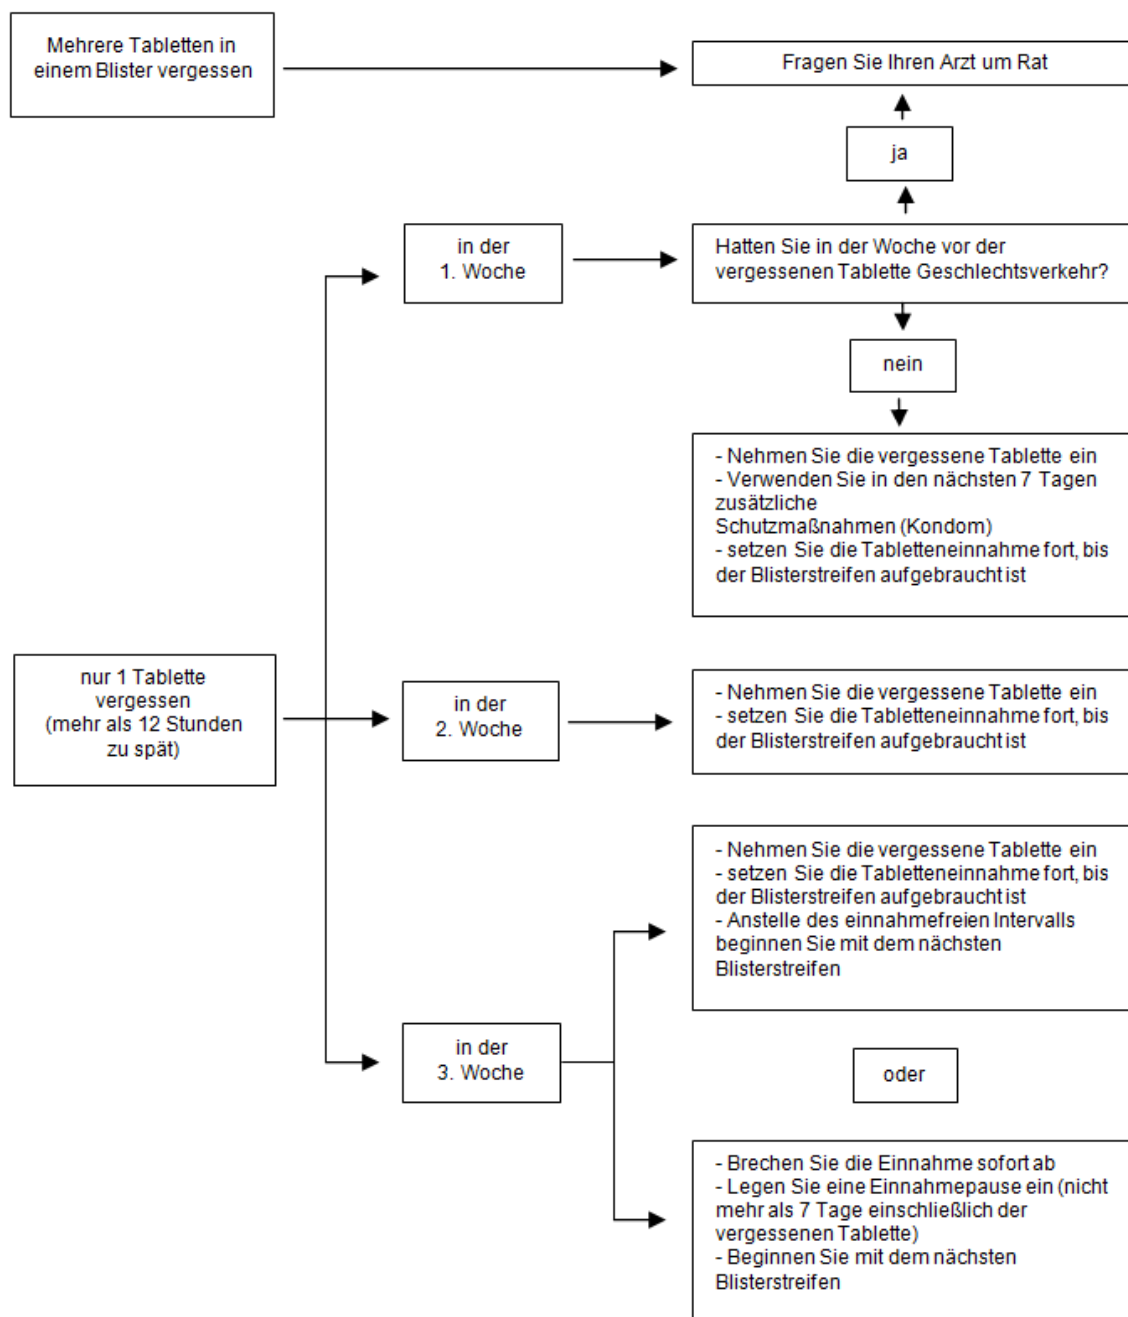 Mehrere Tabletten in
einem Blister vergessen
Fragen Sie Ihren Arzt um Rat
ja
in der
1. Woche
Hatten Sie in der Woche vor der
vergessenen Tablette Geschlechtsverkehr?
nein
- Nehmen Sie die vergessene Tablette ein
- Verwenden Sie in den nächsten 7 Tagen
zusätzliche
Schutzmaßnahmen (Kondom)
- setzen Sie die Tabletteneinnahme fort, bis
der Blisterstreifen aufgebraucht ist
nur 1 Tablette
vergessen
(mehr als 12 Stunden
zu spät)
in der
2. Woche
- Nehmen Sie die vergessene Tablette ein
- setzen Sie die Tabletteneinnahme fort, bis
der Blisterstreifen aufgebraucht ist
- Nehmen Sie die vergessene Tablette ein
- setzen Sie die Tabletteneinnahme fort, bis
der Blisterstreifen aufgebraucht ist
- Anstelle des einnahmefreien Intervalls
beginnen Sie mit dem nächsten
Blisterstreifen
in der
3. Woche
oder
- Brechen Sie die Einnahme sofort ab
- Legen Sie eine Einnahmepause ein (nicht
mehr als 7 Tage einschließlich der
vergessenen Tablette)
- Beginnen Sie mit dem nächsten
Blisterstreifen